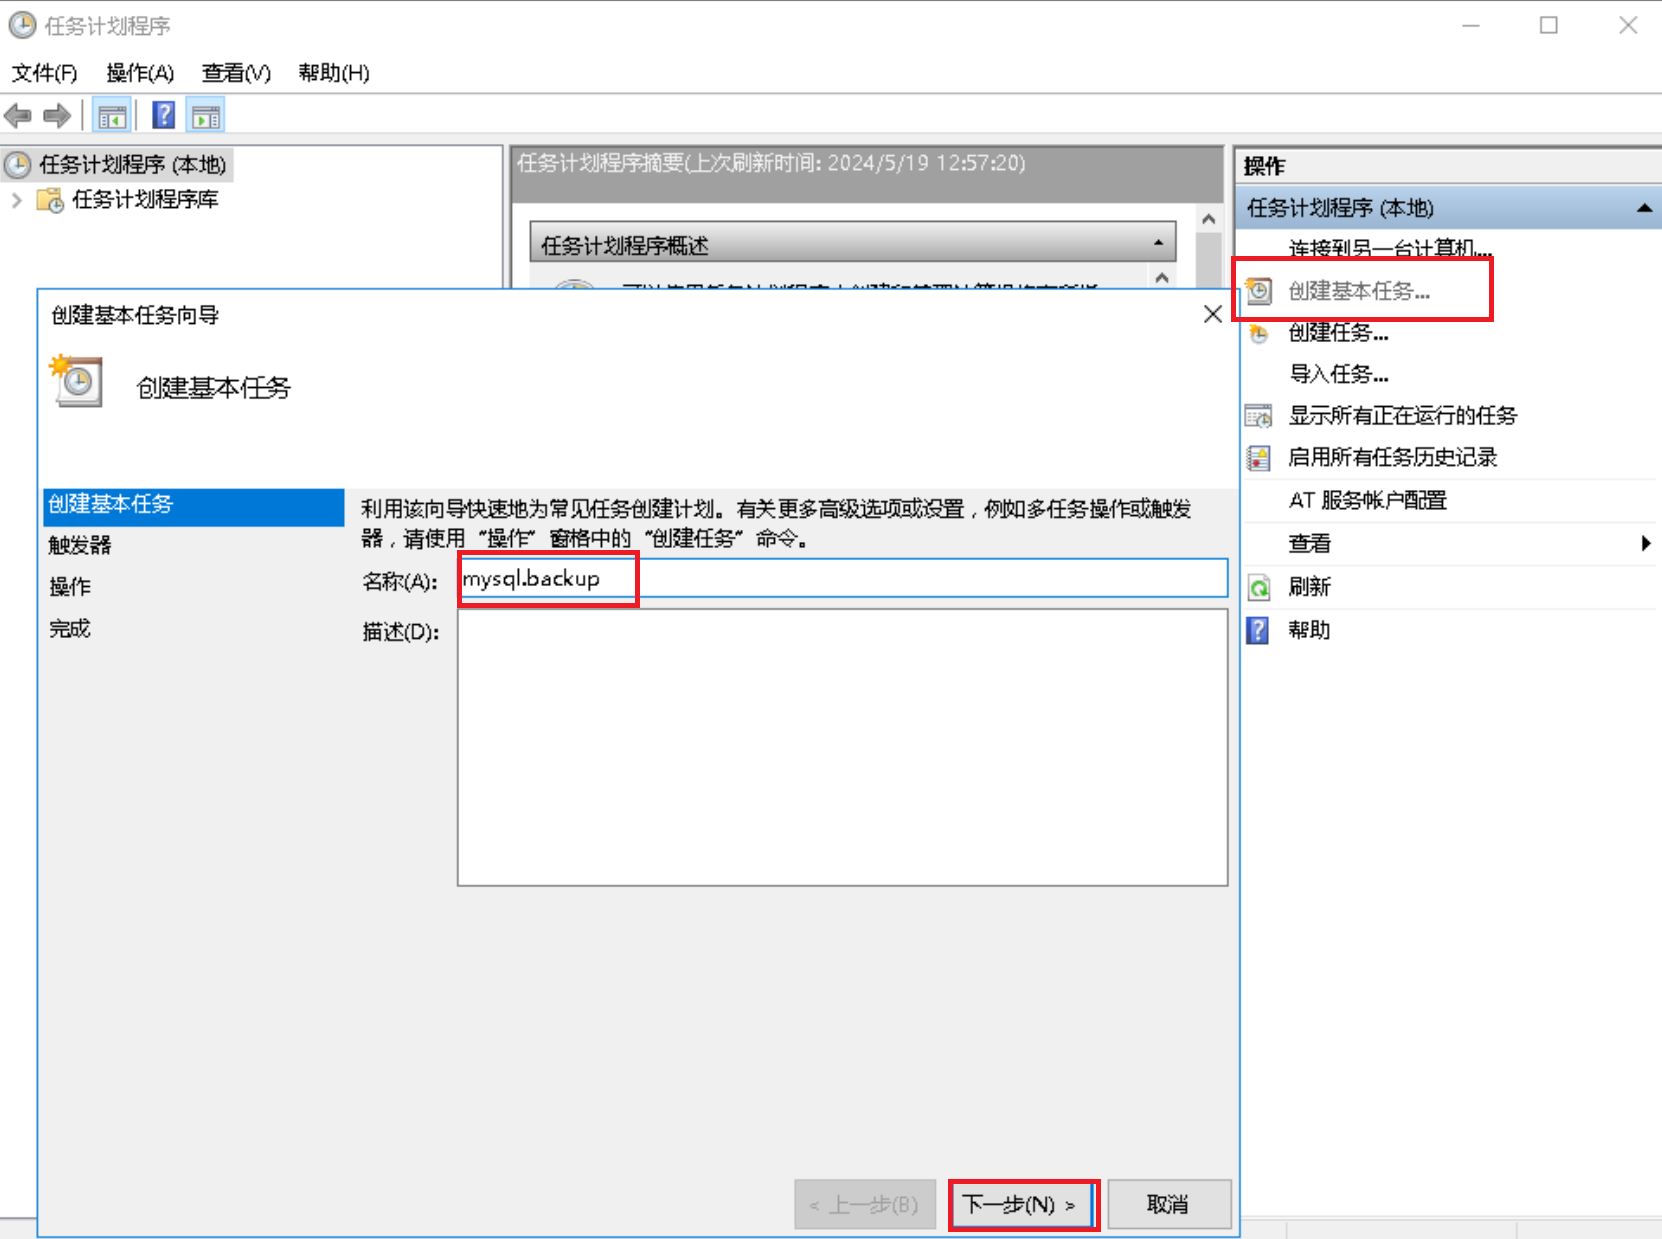 任务计划程序
文件(F) 操作(A) 查看(V) 帮助(H)
任务计划程序 (本地)
任务计划程序库
任务计划程序摘要(上次刷新时间: 2024/5/19 12:57:20)
任务计划程序概述
操作
任务计划程序 (本地)
连接到另一台计算机...
创建基本任务...
创建任务...
导入任务...
显示所有正在运行的任务
启用所有任务历史记录
AT 服务帐户配置
查看
刷新
帮助
创建基本任务向导
创建基本任务
创建基本任务
触发器
操作
完成
利用该向导快速地为常见任务创建计划。有关更多高级选项或设置，例如多任务操作或触发
器，请使用“操作”窗格中的“创建任务”命令。
名称(A): mysql.backup
描述(D):
< 上一步(B) 下一步(N) > 取消